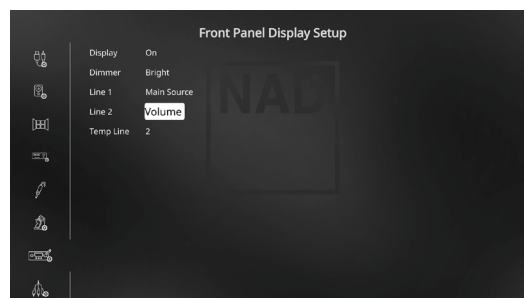 Front Panel Display Setup
Display On
Dimmer Bright
Line 1 Main Source
Line 2 Volume
Temp Line 2
NAD